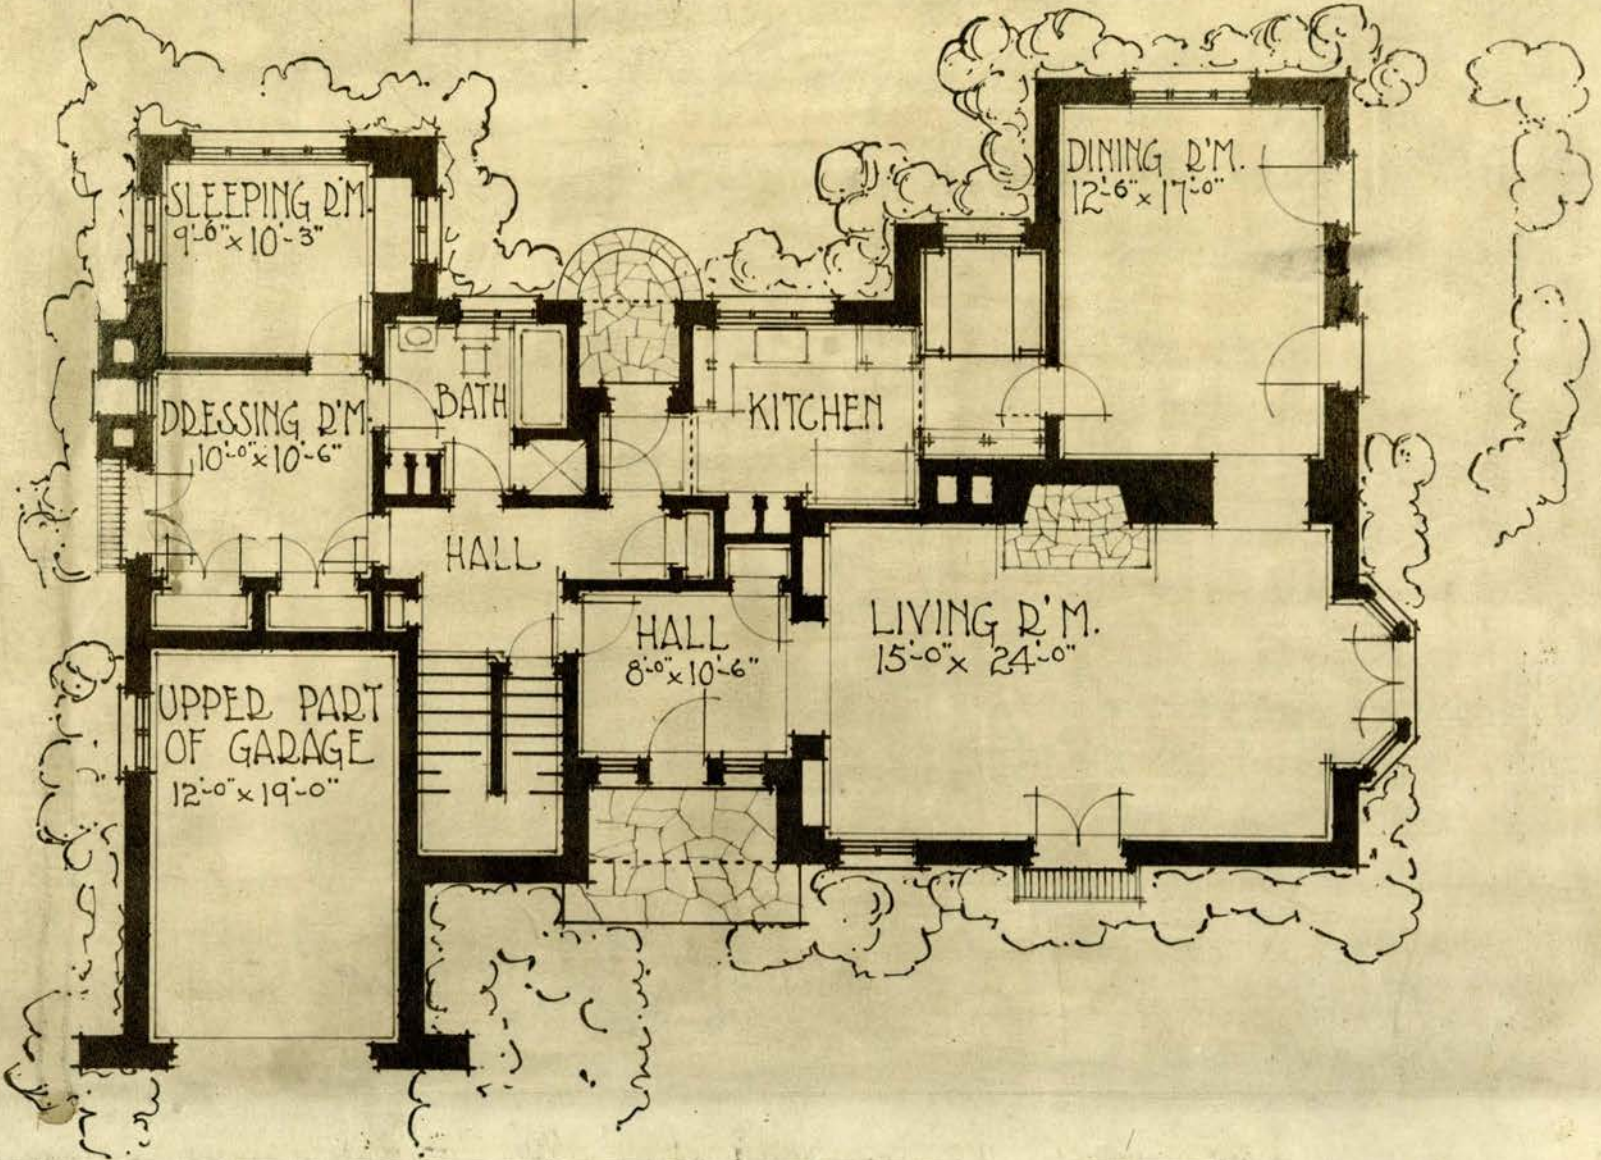 SLEEPING R'M.
9'-6" x 10'-3"
DRESSING R'M.
10'-0" x 10'-6"
BATH
KITCHEN
DINING R'M.
12'-6" x 17'-0"
HALL
HALL
8'-0" x 10'-6"
LIVING R'M.
15'-0" x 24'-0"
UPPER PART
OF GARAGE
12'-0" x 19'-0"